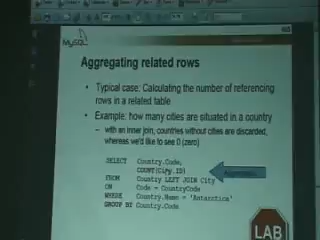 MySQL
Aggregating related rows
• Typical case: Calculating the number of referencing
rows in a related table
• Example: how many cities are situated in a country
– with an inner join, countries without cities are discarded,
whereas we'd like to see 0 (zero)
SELECT Country.Code,
COUNT(City.ID)
FROM Country LEFT JOIN City
ON Code = CountryCode
WHERE Country.Name = 'Antarctica'
GROUP BY Country.Code
LAB